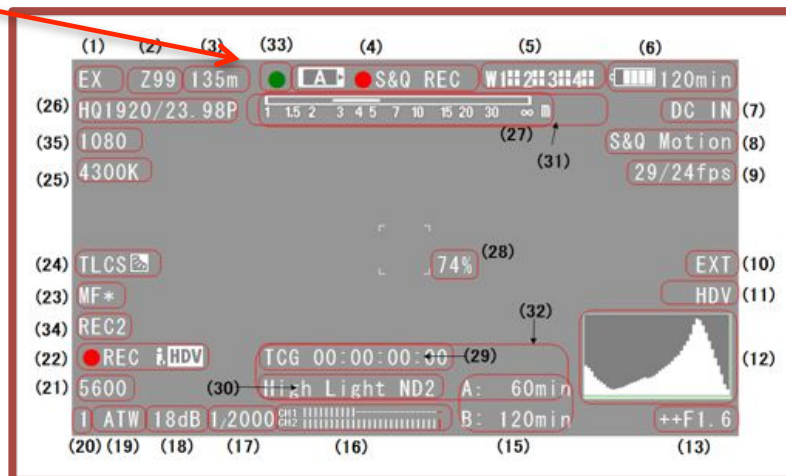 (1) (2) (3) (33) (4) (5) (6)
EX Z99 135m A S&Q REC W1 2 3 4 120min
(26) HQ1920/23.98P 1 1.5 2 3 4 5 7 10 15 20 30 ∞ m DC IN (7)
(27)
(35) 1080 (31) S&Q Motion (8)
(25) 4300K 29/24fps (9)
(24) TLCS 74% (28) EXT (10)
(23) MF* HDV (11)
(34) REC2 (32)
(22) REC i.HDV TCG 00:00:00:00 (29) (12)
(21) 5600 (30) High Light ND2 A: 60min
1 ATW 18dB 1/2000 CH1 CH2 B: 120min ++F1.6
(20) (19) (18) (17) (16) (15) (13)